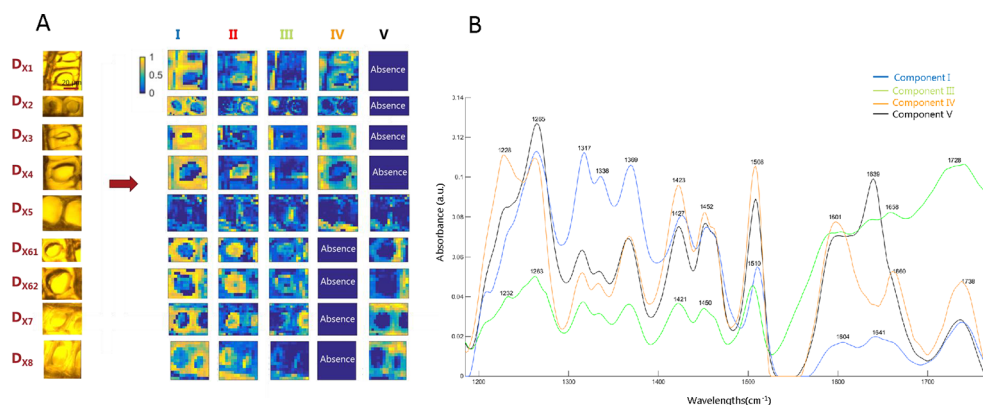 A
B
I II III IV V
DX1
1
0.5
0
20 µm
Absence
DX2
Absence
DX3
Absence
DX4
Absence
DX5
DX61
Absence
DX62
Absence
DX7
Absence
DX8
Absence
Component I
Component III
Component IV
Component V
Absorbance (a.u.)
0.14
0.12
0.1
0.08
0.06
0.04
0.02
0
1265
1228
1317
1338
1369
1423
1427
1452
1508
1510
1263
1232
1421
1450
1601
1639
1656
1660
1728
1738
1604
1641
1200 1300 1400 1500 1600 1700
Wavelengths(cm-1)